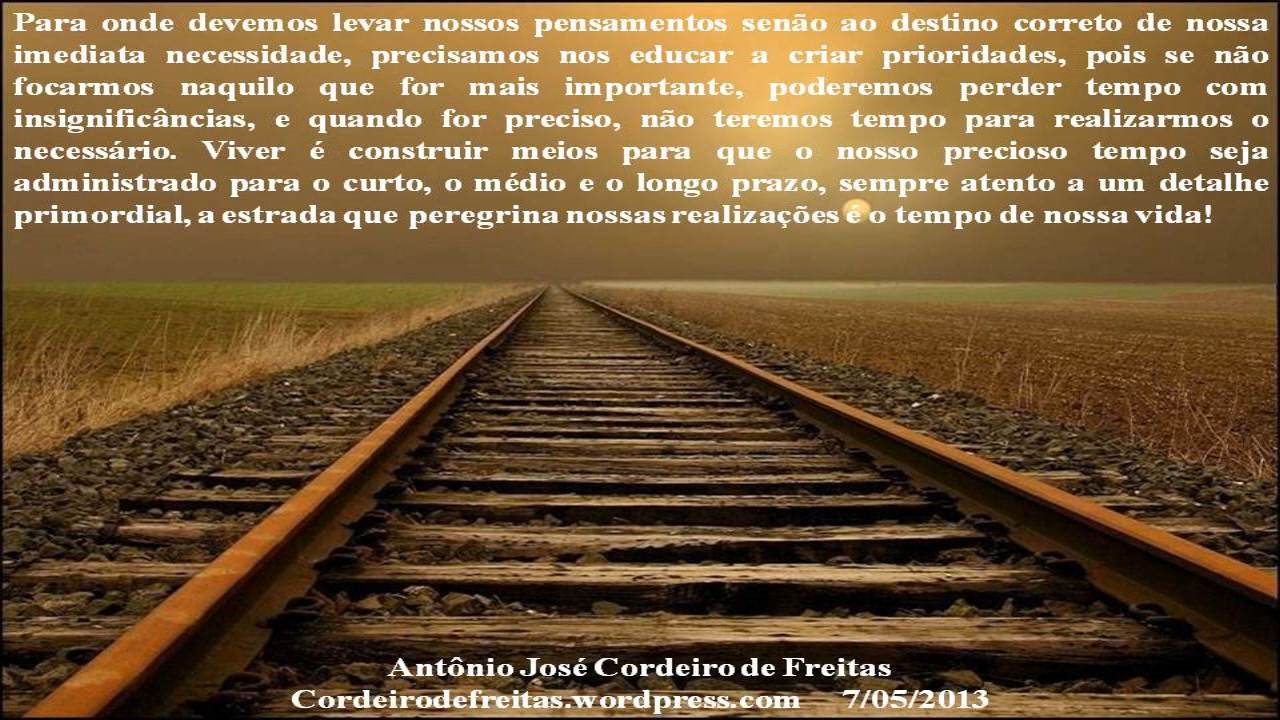 Para onde devemos levar nossos pensamentos senão ao destino correto de nossa
imediata necessidade, precisamos nos educar a criar prioridades, pois se não
focarmos naquilo que for mais importante, poderemos perder tempo com
insignificâncias, e quando for preciso, não teremos tempo para realizarmos o
necessário. Viver é construir meios para que o nosso precioso tempo seja
administrado para o curto, o médio e o longo prazo, sempre atento a um detalhe
primordial, a estrada que peregrina nossas realizações é o tempo de nossa vida!
Antônio José Cordeiro de Freitas
Cordeirodefreitas.wordpress.com 7/05/2013